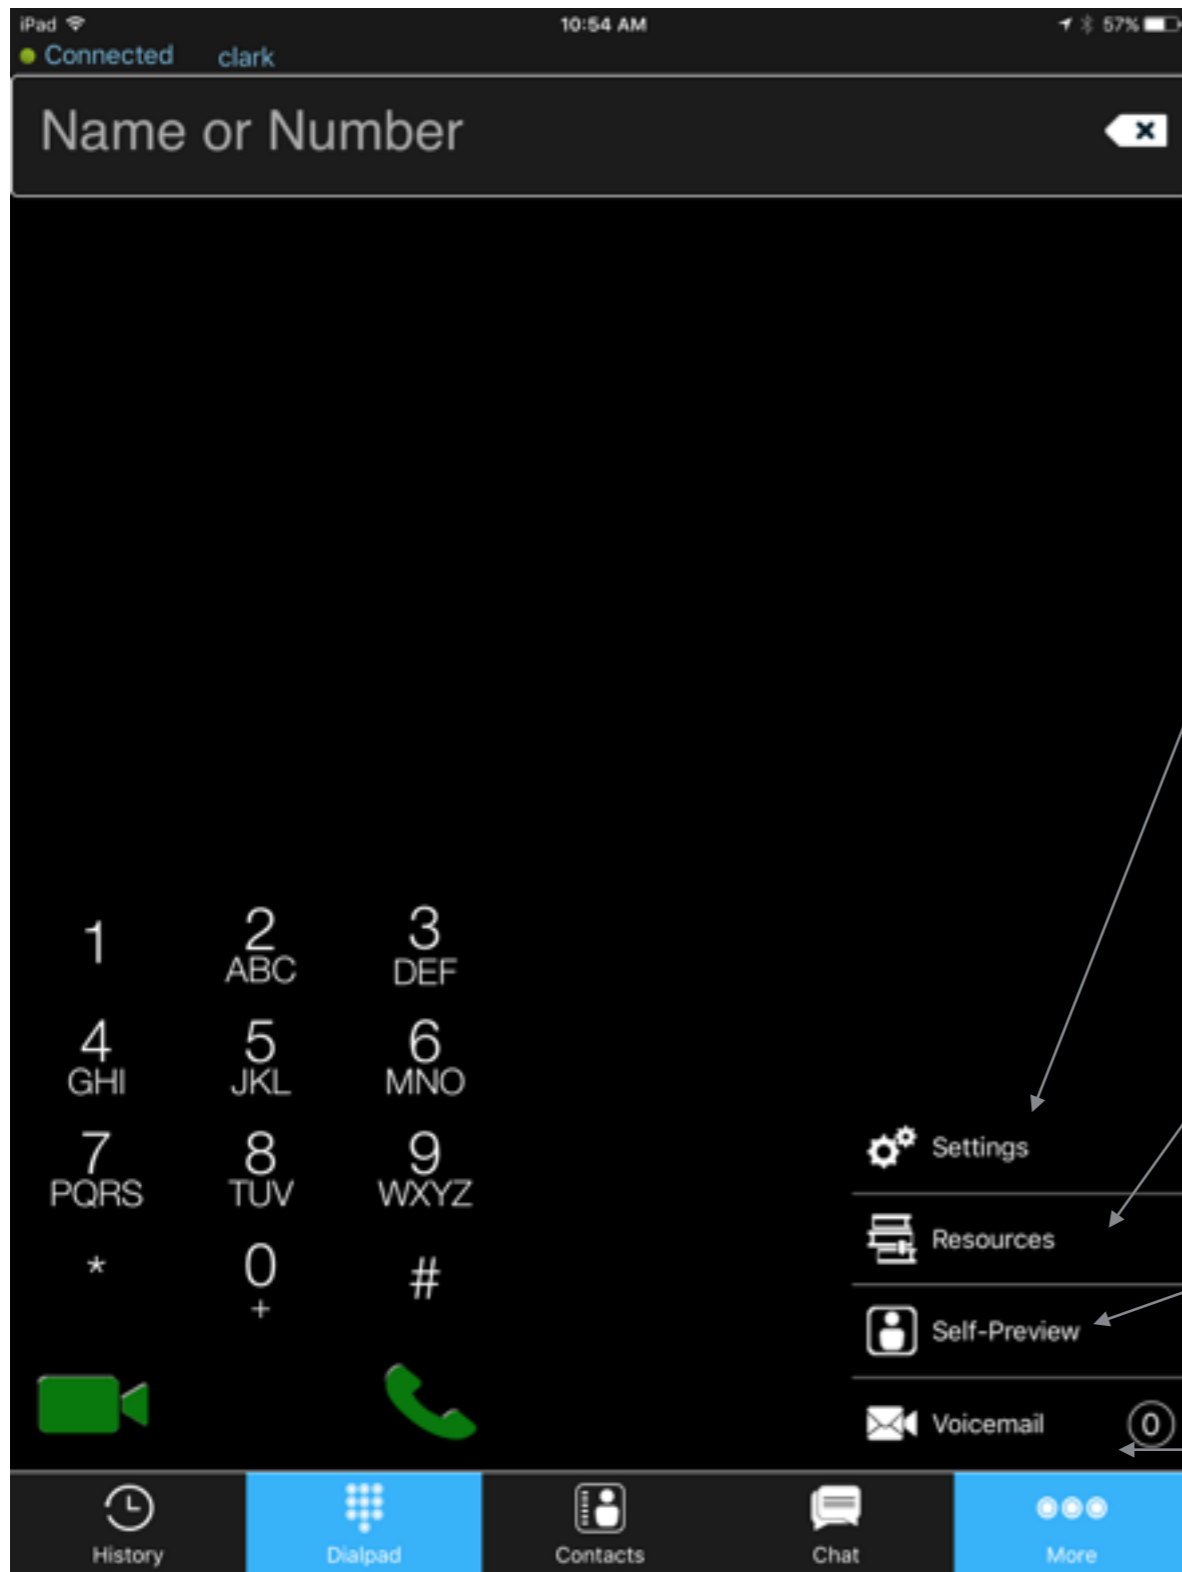 iPad 10:54 AM 57%
Connected clark
Name or Number
1 2 3
ABC DEF
4 5 6
GHI JKL MNO
7 8 9
PQRS TUV WXYZ
* 0 #
+
Settings
Resources
Self-Preview
Voicemail 0
History Dialpad Contacts Chat More